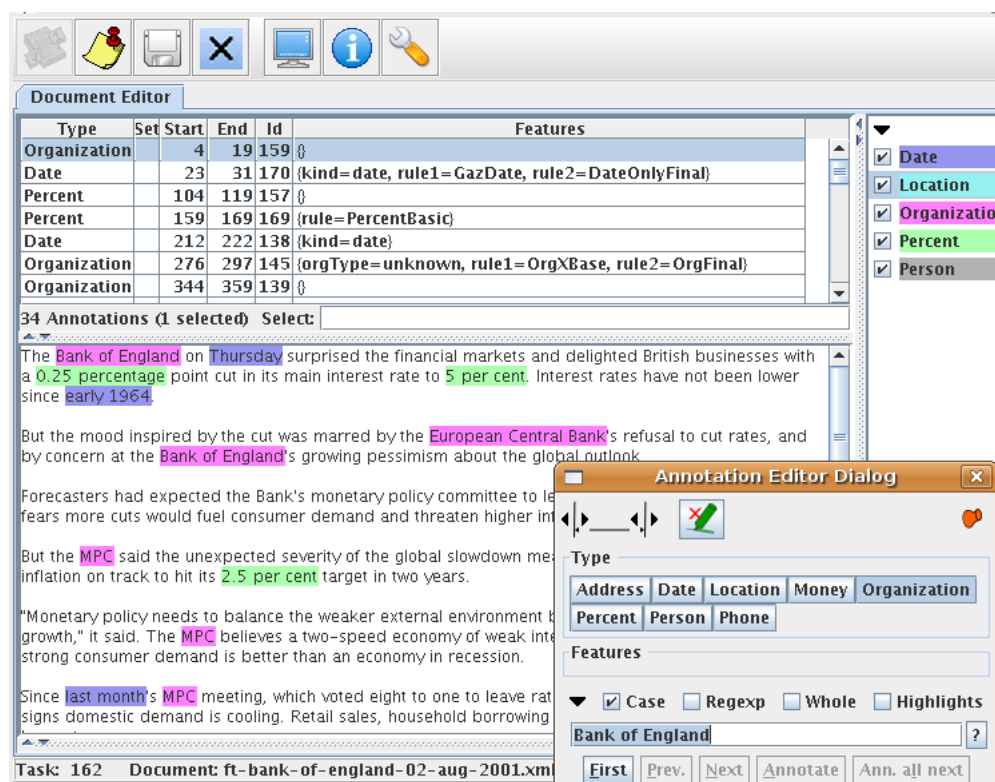 Document Editor
Type Set Start End Id Features
Organization 4 19 159 {}
Date 23 31 170 {kind=date, rule1=GazDate, rule2=DateOnlyFinal}
Percent 104 119 157 {}
Percent 159 169 169 {rule=PercentBasic}
Date 212 222 138 {kind=date}
Organization 276 297 145 {orgType=unknown, rule1=OrgXBase, rule2=OrgFinal}
Organization 344 359 139 {}
Date
Location
Organizatio
Percent
Person
34 Annotations (1 selected) Select:
The Bank of England on Thursday surprised the financial markets and delighted British businesses with
a 0.25 percentage point cut in its main interest rate to 5 per cent. Interest rates have not been lower
since early 1964.
But the mood inspired by the cut was marred by the European Central Bank's refusal to cut rates, and
by concern at the Bank of England's growing pessimism about the global outlook
Forecasters had expected the Bank's monetary policy committee to le
fears more cuts would fuel consumer demand and threaten higher inf
But the MPC said the unexpected severity of the global slowdown mea
inflation on track to hit its 2.5 per cent target in two years.
"Monetary policy needs to balance the weaker external environment b
growth," it said. The MPC believes a two-speed economy of weak inte
strong consumer demand is better than an economy in recession.
Since last month's MPC meeting, which voted eight to one to leave rat
signs domestic demand is cooling. Retail sales, household borrowing
Task: 162 Document: ft-bank-of-england-02-aug-2001.xml
Annotation Editor Dialog
Type
Address Date Location Money Organization
Percent Person Phone
Features
Case Regexp Whole Highlights
Bank of England ?
First Prev. Next Annotate Ann. all next